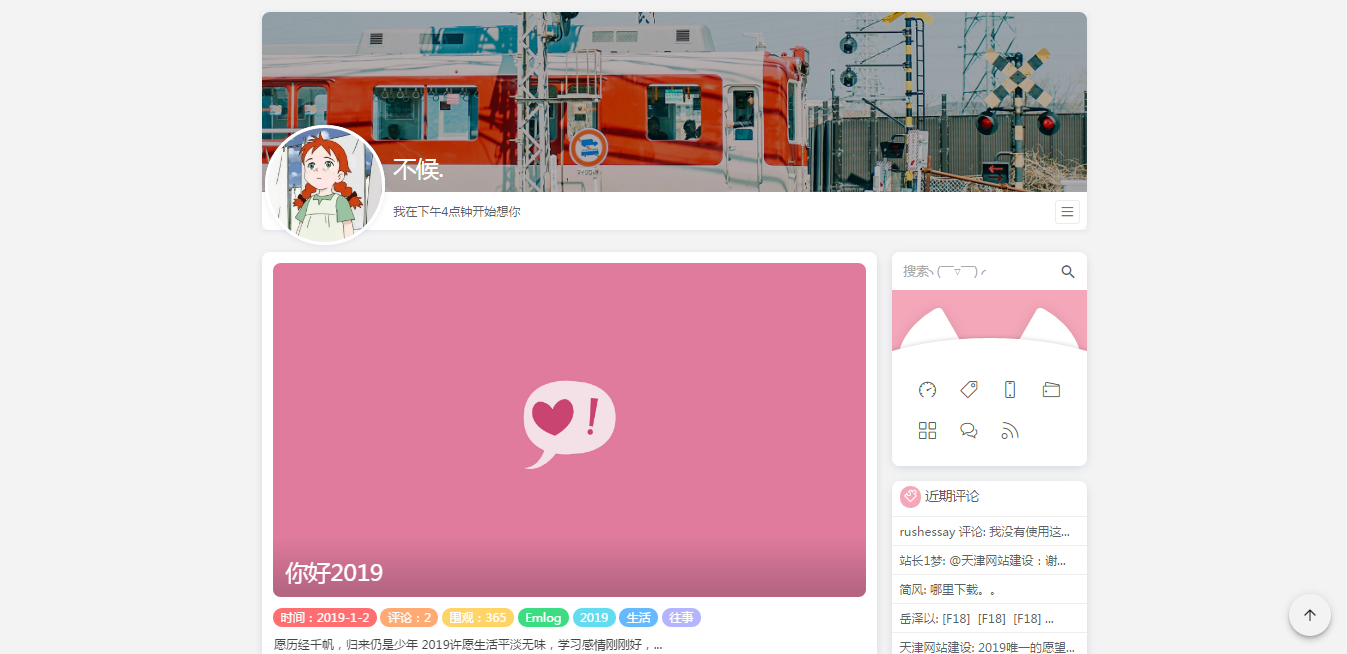 不候.
我在下午4点钟开始想你
搜索ヽ(￣▽￣)ノ
你好2019
时间：2019-1-2 评论：2 围观：365 Emlog 2019 生活 往事
愿历经千帆，归来仍是少年 2019许愿生活平淡无味，学习感情刚刚好，...
近期评论
rushessay 评论: 我没有使用这...
站长1梦: @天津网站建设：谢...
简风: 哪里下载。。
岳泽以: [F18] [F18] [F18] ...
天津网站建设: 2019唯一的愿望...